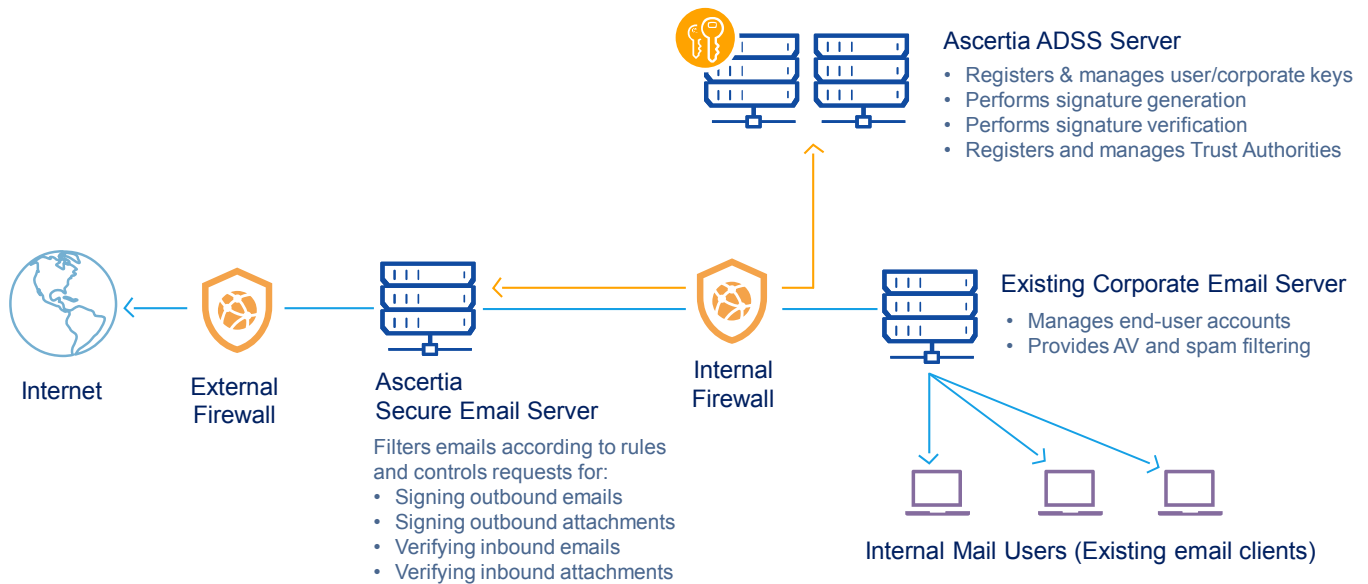 Ascertia ADSS Server
• Registers & manages user/corporate keys
• Performs signature generation
• Performs signature verification
• Registers and manages Trust Authorities
Internet
External
Firewall
Ascertia
Secure Email Server
Filters emails according to rules
and controls requests for:
• Signing outbound emails
• Signing outbound attachments
• Verifying inbound emails
• Verifying inbound attachments
Internal
Firewall
Existing Corporate Email Server
• Manages end-user accounts
• Provides AV and spam filtering
Internal Mail Users (Existing email clients)